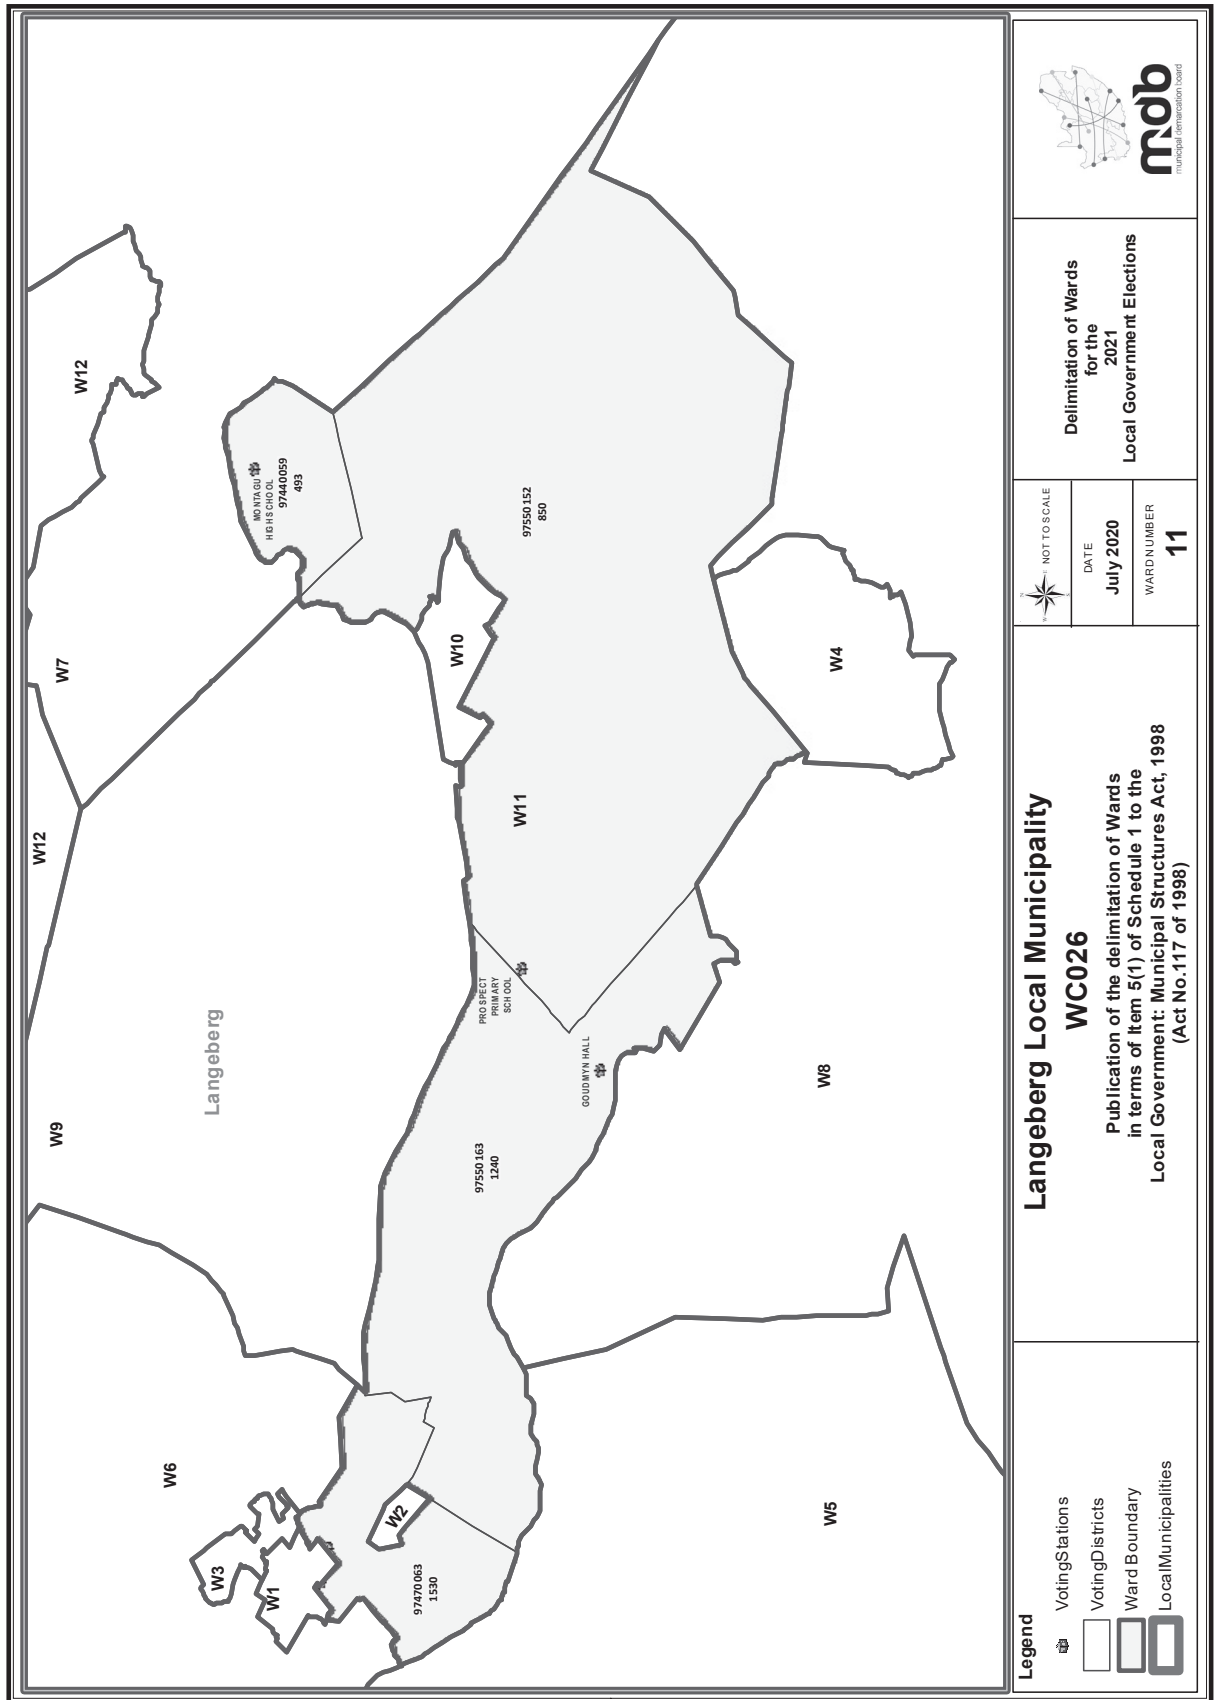 W12
W7
W12
W9
Langeberg
W6
W3
W1
W2
MONTAGU
HIGH SCHOOL
97440059
493
97550152
850
W10
W11
W4
PROSPECT
PRIMARY
SCHOOL
GOUDMYN HALL
97550163
1240
W8
97470063
1530
W5
Legend
VotingStations
VotingDistricts
Ward Boundary
LocalMunicipalities
Langeberg Local Municipality
WC026
Publication of the delimitation of Wards
in terms of Item 5(1) of Schedule 1 to the
Local Government: Municipal Structures Act, 1998
(Act No.117 of 1998)
N
W E
S
NOT TO SCALE
DATE
July 2020
WARD NUMBER
11
Delimitation of Wards
for the
2021
Local Government Elections
mdb
municipal demarcation board